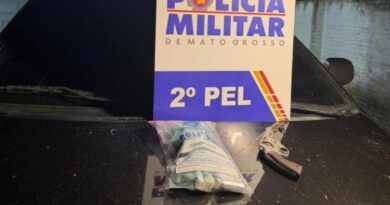 POLÍCIA
MILITAR
DE MATO GROSSO
2º PEL